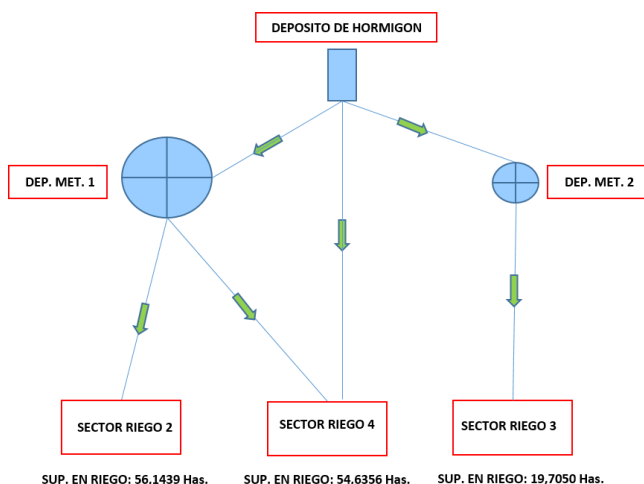 DEPOSITO DE HORMIGON
DEP. MET. 1
DEP. MET. 2
SECTOR RIEGO 2
SECTOR RIEGO 4
SECTOR RIEGO 3
SUP. EN RIEGO: 56,1439 Has.
SUP. EN RIEGO: 54,6356 Has.
SUP. EN RIEGO: 19,7050 Has.